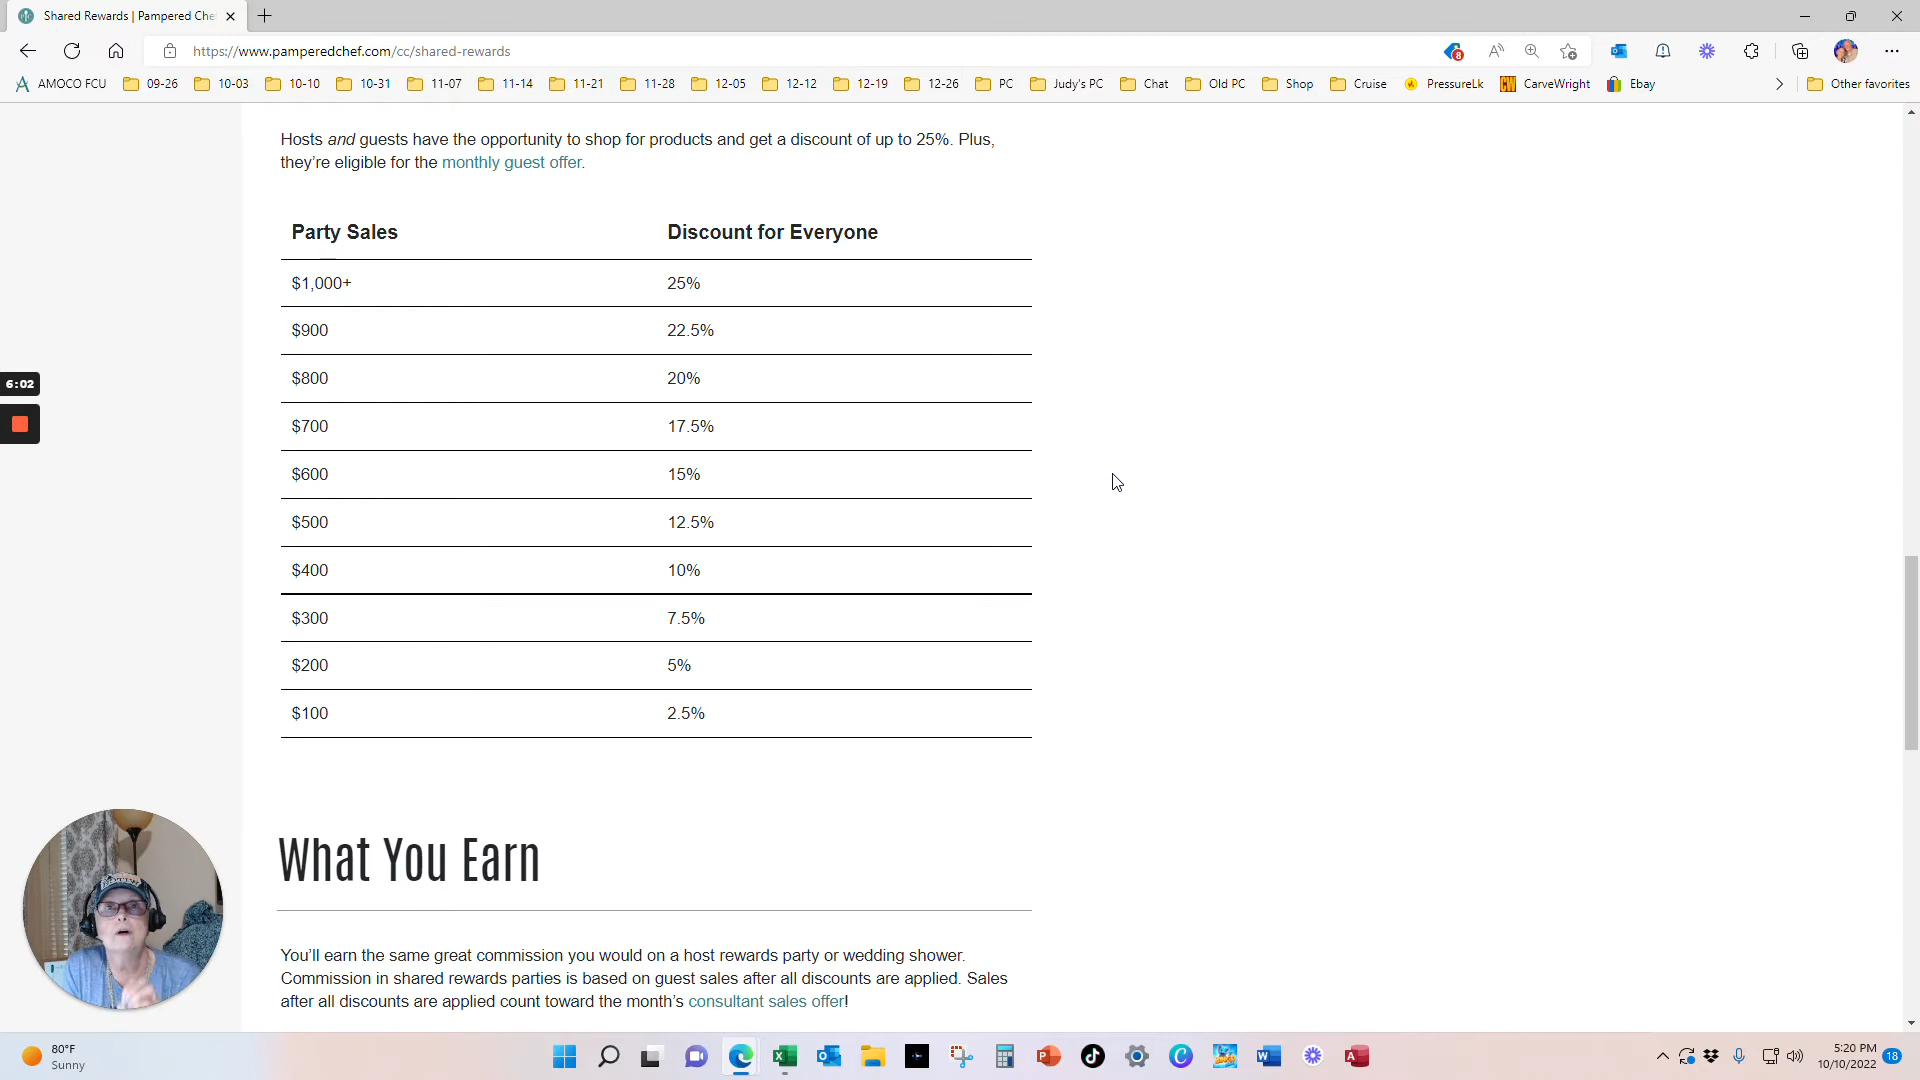 Shared Rewards | Pampered Che
https://www.pamperedchef.com/cc/shared-rewards
8
AMOCO FCU 09-26 10-03 10-10 10-31 11-07 11-14 11-21 11-28 12-05 12-12 12-19 12-26 PC Judy's PC Chat Old PC Shop Cruise PressureLk CarveWright Ebay Other favorites
Hosts and guests have the opportunity to shop for products and get a discount of up to 25%. Plus,
they’re eligible for the monthly guest offer.
Party Sales Discount for Everyone
$1,000+ 25%
$900 22.5%
$800 20%
$700 17.5%
$600 15%
$500 12.5%
$400 10%
$300 7.5%
$200 5%
$100 2.5%
6:02
What You Earn
You’ll earn the same great commission you would on a host rewards party or wedding shower.
Commission in shared rewards parties is based on guest sales after all discounts are applied. Sales
after all discounts are applied count toward the month’s consultant sales offer!
80°F
Sunny
5:20 PM
10/10/2022
18